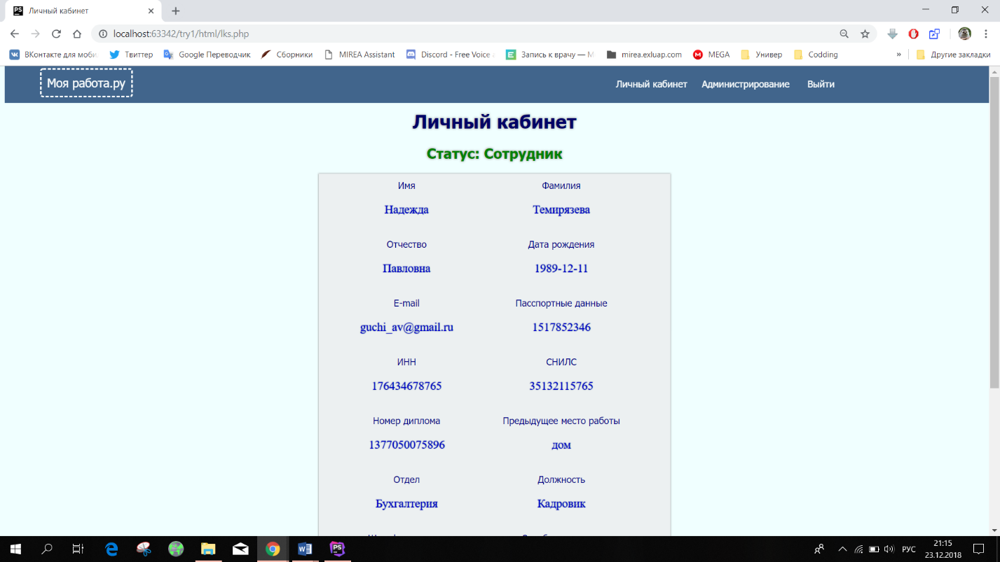 Личный кабинет
localhost:63342/try1/html/lks.php
ВКонтакте для моби
Твиттер
Google Переводчик
Сборники
MIREA Assistant
Discord - Free Voice
Запись к врачу — М
mirea.exluap.com
MEGA
Универ
Codding
»
Другие закладки
Моя работа.ру
Личный кабинет Администрирование Выйти
Личный кабинет
Статус: Сотрудник
Имя Фамилия
Надежда Темирязева
Отчество Дата рождения
Павловна 1989-12-11
E-mail Пасспортные данные
guchi_av@gmail.ru 1517852346
ИНН СНИЛС
176434678765 35132115765
Номер диплома Предыдущее место работы
1377050075896 дом
Отдел Должность
Бухгалтерия Кадровик
РУС
21:15
23.12.2018